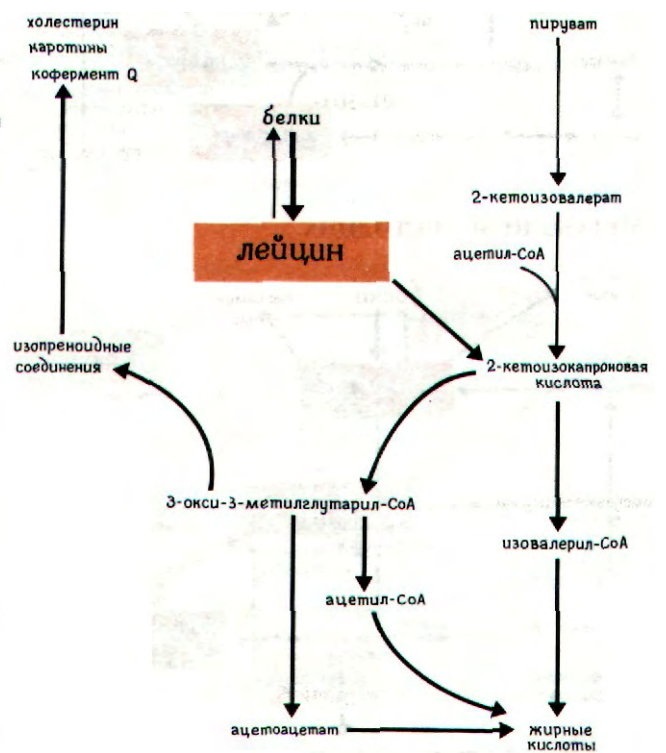 холестерин
каротины
кофермент Q
пируват
белки
2-кетоизовалерат
лейцин
ацетил-CoA
изопреноидные
соединения
2-кетоизокапроновая
кислота
3-окси-3-метилглутарил-CoA
изовалерил-CoA
ацетил-CoA
ацетоацетат
жирные
кислоты